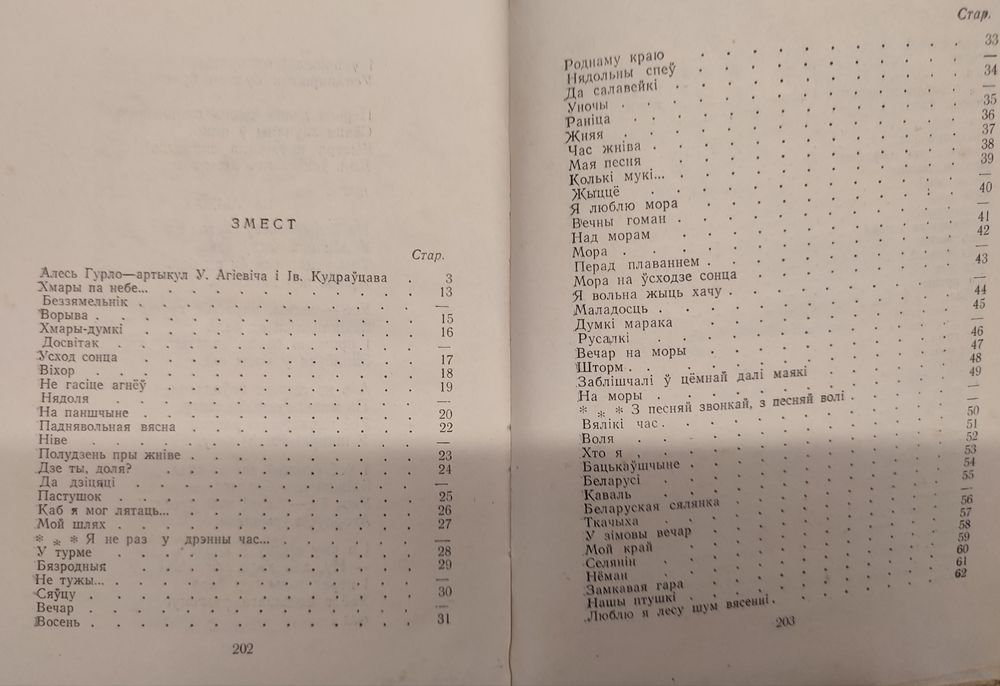 ЗМЕСТ
Стар.
Алесь Гурло—артыкул У. Агіевіча і Ів. Кудраўцава . 3
Хмары па небе... 13
Беззямельнік —
Ворыва 15
Хмары-думкі 16
Досвітак —
Усход сонца 17
Віхор 18
Не гасіце агнёў 19
Нядоля —
На паншчыне 20
Паднявольная вясна 22
Ніве —
Полудзень пры жніве 23
Дзе ты, доля? 24
Да дзіцяці —
Пастушок 25
Каб я мог лятаць... 26
Мой шлях 27
* * * Я не раз у дрэнны час... —
У турме 28
Бязродныя 29
Не тужы... —
Сяўцу 30
Вечар —
Восень 31
202
Стар.
Роднаму краю 33
Нядольны спеў —
Да салавейкі 34
Уночы —
Раніца 35
Жняя 36
Час жніва 37
Мая песня 38
Колькі мукі... 39
Жыццё —
Я люблю мора 40
Вечны гоман —
Над морам 41
Мора 42
Перад плаваннем —
Мора на ўсходзе сонца 43
Я вольна жыць хачу —
Маладосць 44
Думкі марака 45
Русалкі —
Вечар на моры 46
Шторм 47
Заблішчалі ў цёмнай далі маякі 48
На моры 49
* * * З песняй звонкай, з песняй волі —
Вялікі час —
Воля 50
Хто я 51
Бацькаўшчыне 52
Беларусі 53
Каваль 54
Беларуская сялянка 55
Ткачыха —
У зімовы вечар 56
Мой край 57
Селянін 58
Нёман 59
Замкавая гара 60
Нашы птушкі 61
Люблю я лесу шум вясенні 62
203